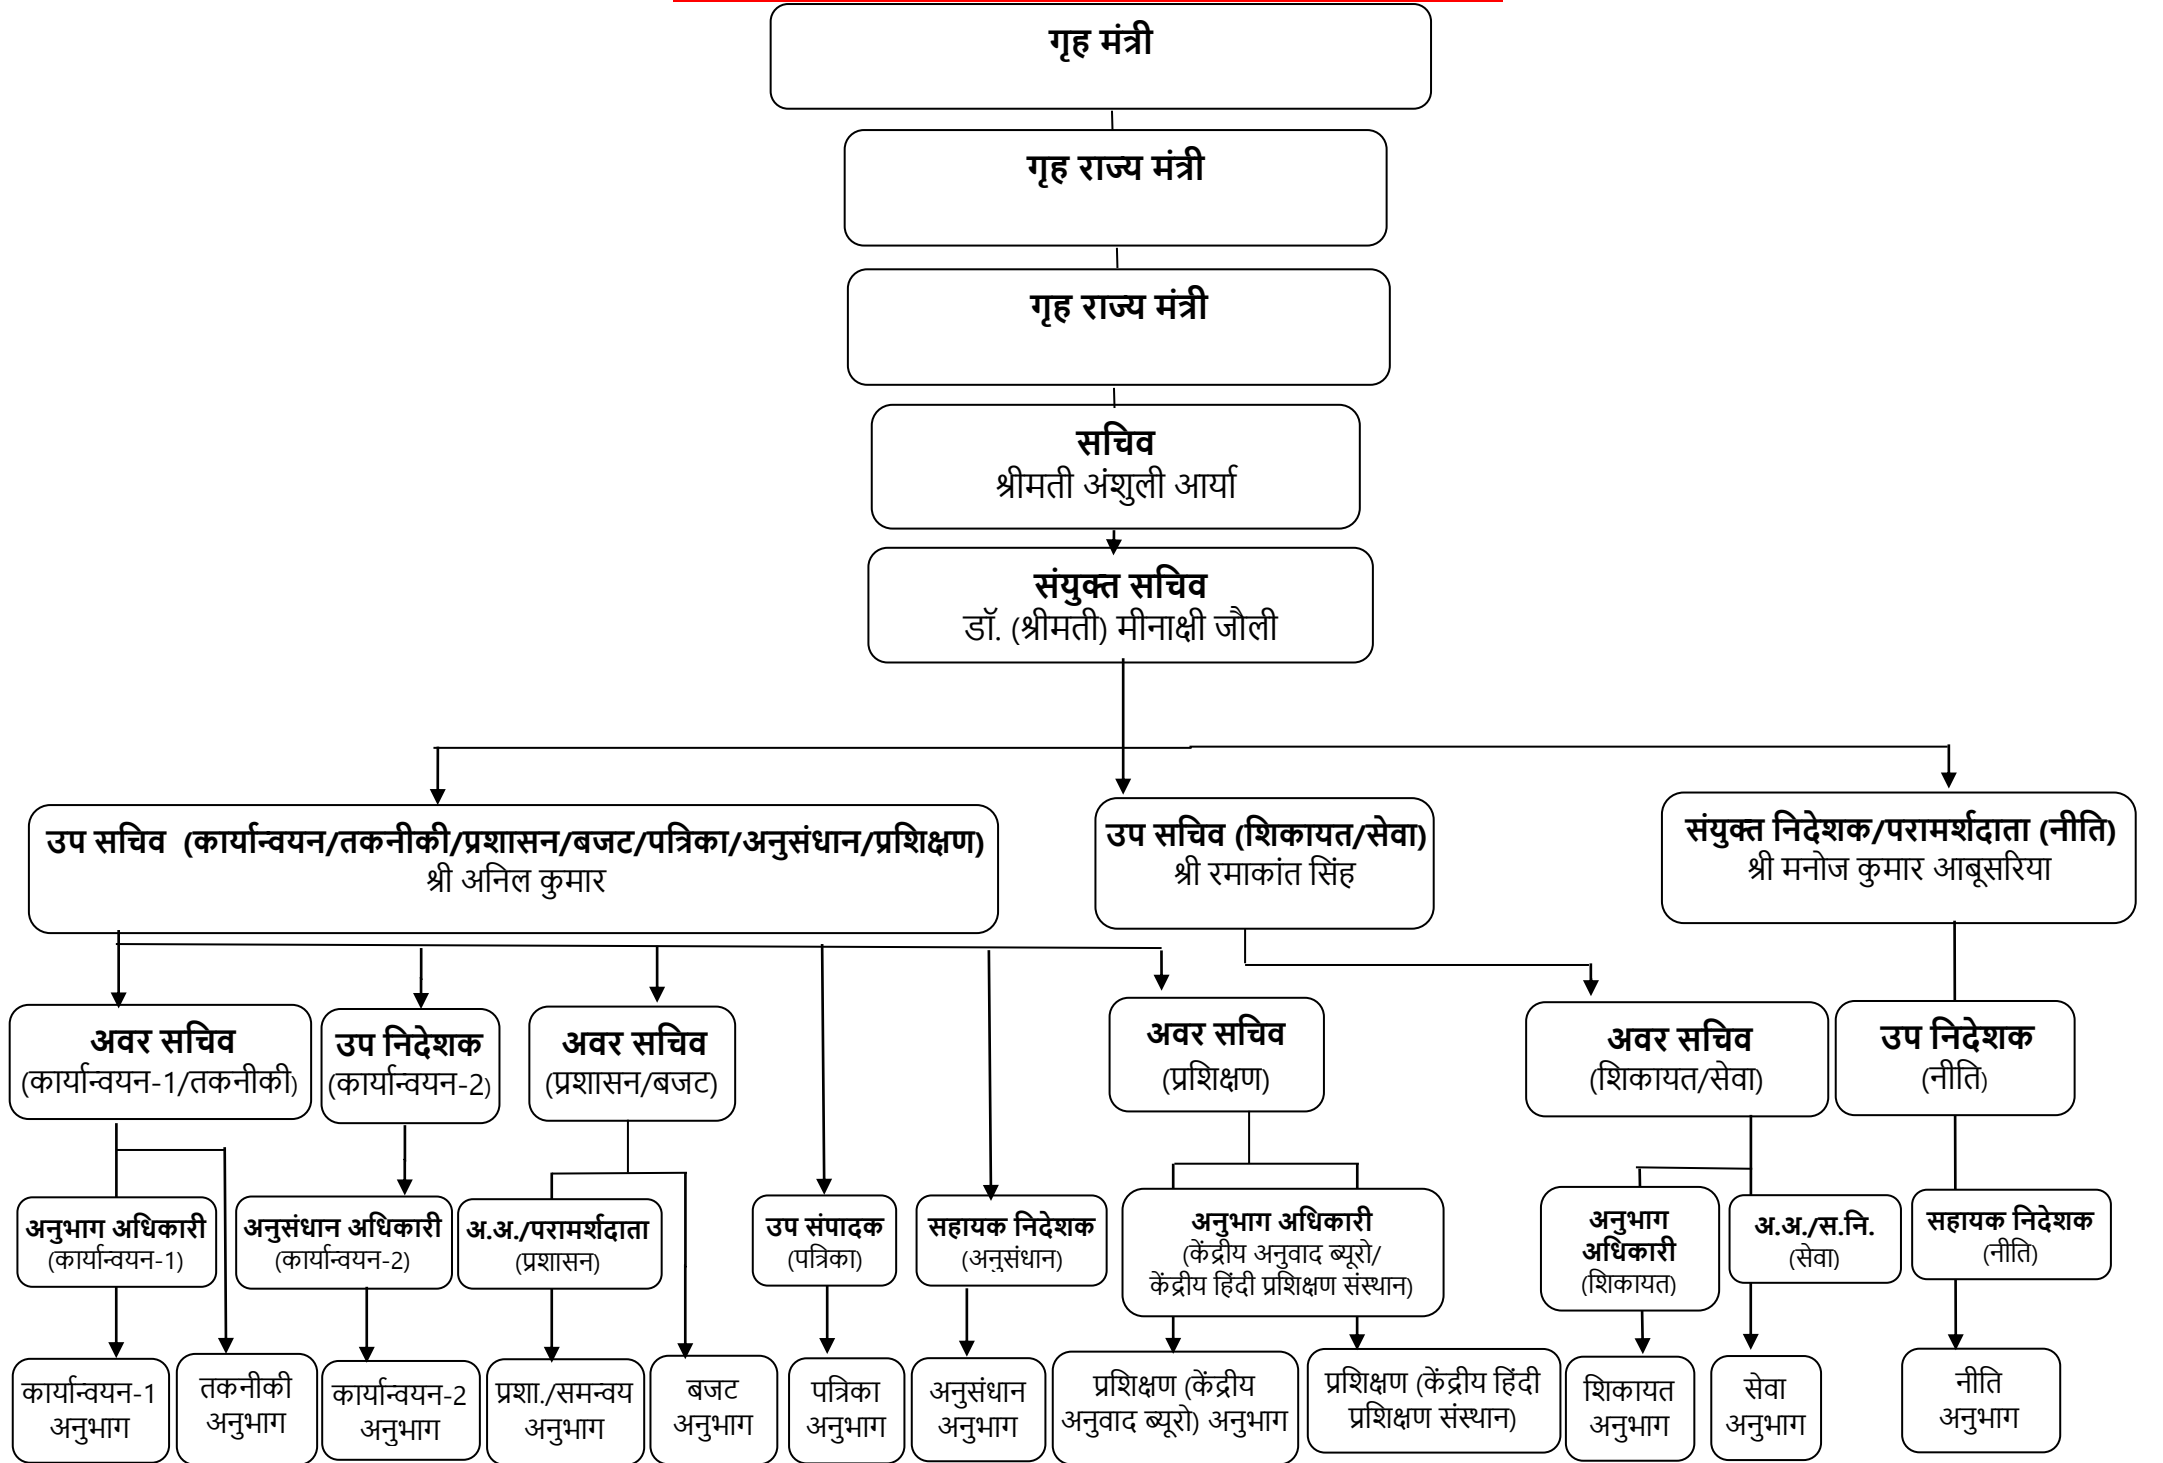 गृह मंत्री
गृह राज्य मंत्री
गृह राज्य मंत्री
सचिव
श्रीमती अंशुली आर्या
संयुक्त सचिव
डॉ. (श्रीमती) मीनाक्षी जौली
उप सचिव (कार्यान्वयन/तकनीकी/प्रशासन/बजट/पत्रिका/अनुसंधान/प्रशिक्षण)
श्री अनिल कुमार
उप सचिव (शिकायत/सेवा)
श्री रमाकांत सिंह
संयुक्त निदेशक/परामर्शदाता (नीति)
श्री मनोज कुमार आबूसरिया
अवर सचिव
(कार्यान्वयन-1/तकनीकी)
उप निदेशक
(कार्यान्वयन-2)
अवर सचिव
(प्रशासन/बजट)
अवर सचिव
(प्रशिक्षण)
अवर सचिव
(शिकायत/सेवा)
उप निदेशक
(नीति)
अनुभाग अधिकारी
(कार्यान्वयन-1)
अनुसंधान अधिकारी
(कार्यान्वयन-2)
अ.अ./परामर्शदाता
(प्रशासन)
उप संपादक
(पत्रिका)
सहायक निदेशक
(अनुसंधान)
अनुभाग अधिकारी
(केंद्रीय अनुवाद ब्यूरो/
केंद्रीय हिंदी प्रशिक्षण संस्थान)
अनुभाग
अधिकारी
(शिकायत)
अ.अ./स.नि.
(सेवा)
सहायक निदेशक
(नीति)
कार्यान्वयन-1
अनुभाग
तकनीकी
अनुभाग
कार्यान्वयन-2
अनुभाग
प्रशा./समन्वय
अनुभाग
बजट
अनुभाग
पत्रिका
अनुभाग
अनुसंधान
अनुभाग
प्रशिक्षण (केंद्रीय
अनुवाद ब्यूरो) अनुभाग
प्रशिक्षण (केंद्रीय हिंदी
प्रशिक्षण संस्थान)
शिकायत
अनुभाग
सेवा
अनुभाग
नीति
अनुभाग